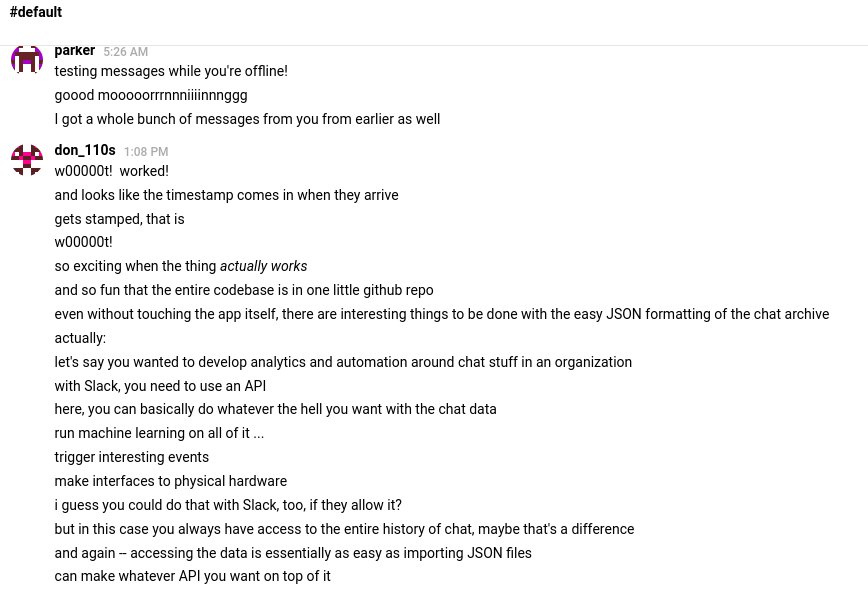 #default
parker 5:26 AM
testing messages while you're offline!
goood mooooorrrnnniiiinnnggg
I got a whole bunch of messages from you from earlier as well
don_110s 1:08 PM
w00000t!  worked!
and looks like the timestamp comes in when they arrive
gets stamped, that is
w00000t!
so exciting when the thing actually works
and so fun that the entire codebase is in one little github repo
even without touching the app itself, there are interesting things to be done with the easy JSON formatting of the chat archive
actually:
let's say you wanted to develop analytics and automation around chat stuff in an organization
with Slack, you need to use an API
here, you can basically do whatever the hell you want with the chat data
run machine learning on all of it ...
trigger interesting events
make interfaces to physical hardware
i guess you could do that with Slack, too, if they allow it?
but in this case you always have access to the entire history of chat, maybe that's a difference
and again -- accessing the data is essentially as easy as importing JSON files
can make whatever API you want on top of it